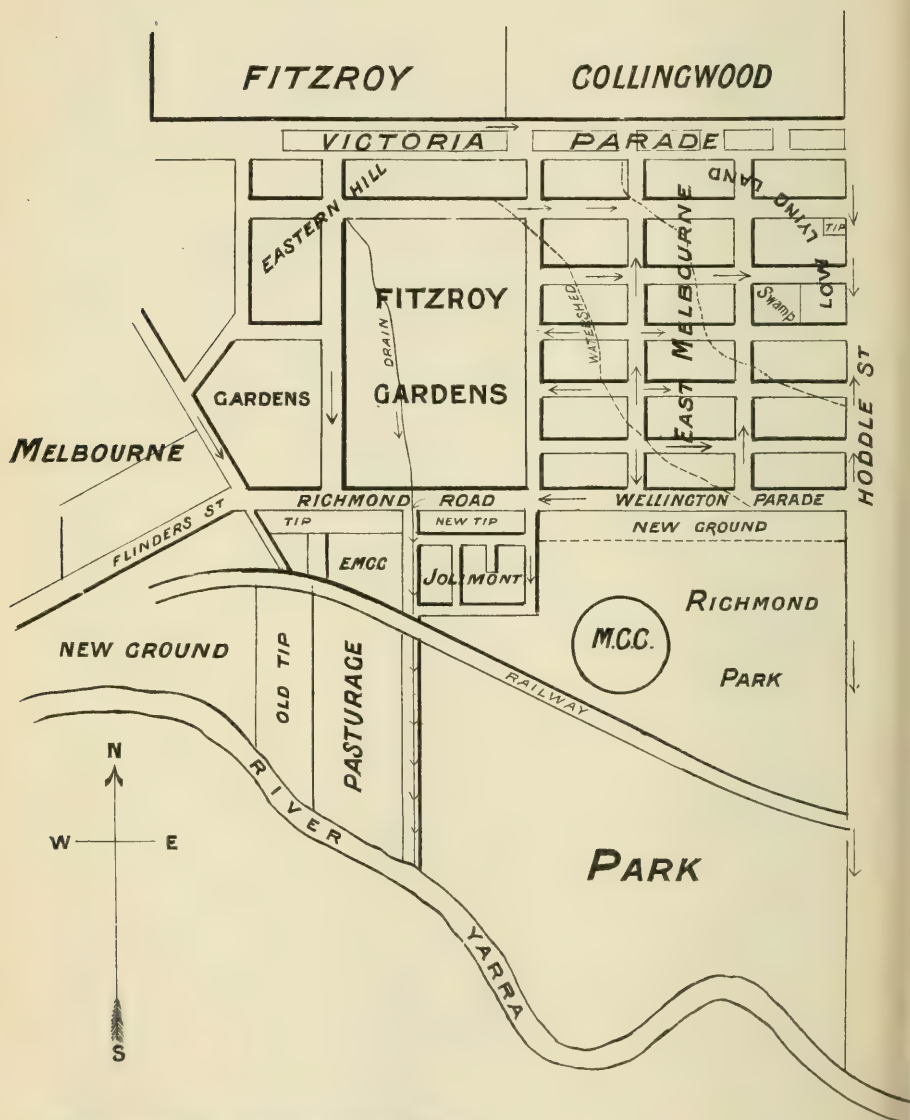 FITZROY
COLLINGWOOD
VICTORIA PARADE
EASTERN HILL
LOW LYING LAND
TIP
FITZROY
GARDENS
DRAIN
WATERSHED
EAST MELBOURNE
Swamp
HODDLE ST
GARDENS
MELBOURNE
FLINDERS ST
RICHMOND ROAD
WELLINGTON PARADE
TIP
NEW TIP
NEW GROUND
EMCC
JOLIMONT
RICHMOND
PARK
M.C.C.
NEW GROUND
OLD TIP
PASTURAGE
RAILWAY
RIVER
YARRA
PARK
N
W
E
S